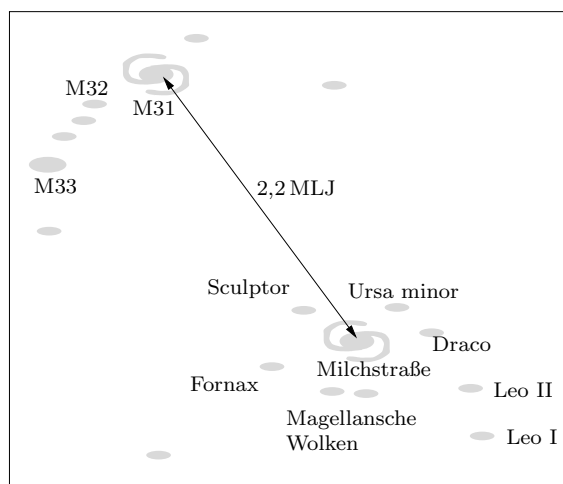 M32
M31
M33
2,2 MLJ
Sculptor
Ursa minor
Draco
Milchstraße
Fornax
Leo II
Magellansche
Wolken
Leo I